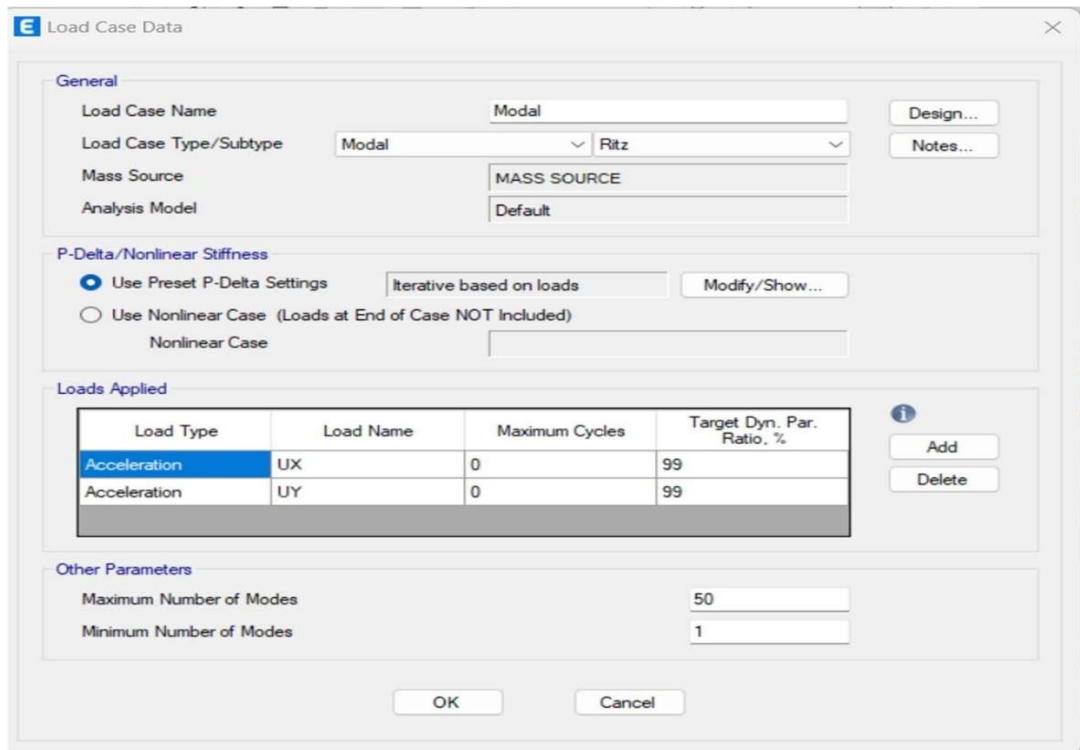 E Load Case Data
General
Load Case Name Modal Design...
Load Case Type/Subtype Modal Ritz Notes...
Mass Source MASS SOURCE
Analysis Model Default
P-Delta/Nonlinear Stiffness
Use Preset P-Delta Settings Iterative based on loads Modify/Show...
Use Nonlinear Case (Loads at End of Case NOT Included)
Nonlinear Case
Loads Applied
Load Type Load Name Maximum Cycles Target Dyn. Par. Ratio, %
Acceleration UX 0 99
Acceleration UY 0 99
i
Add
Delete
Other Parameters
Maximum Number of Modes 50
Minimum Number of Modes 1
OK Cancel